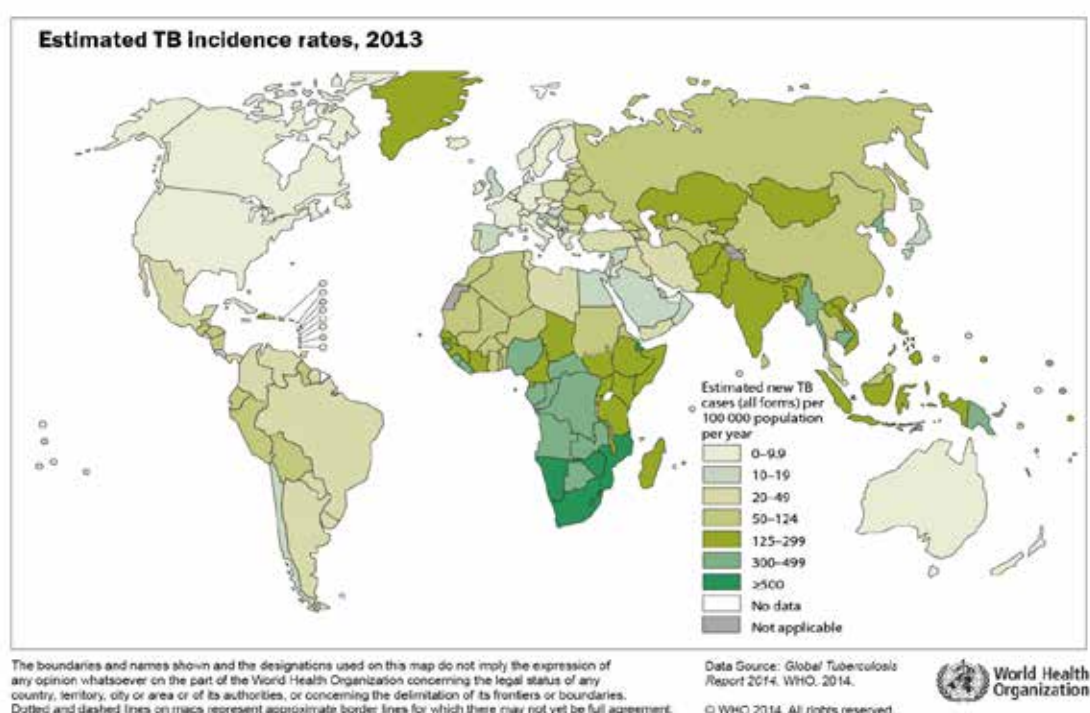 Estimated TB incidence rates, 2013
Estimated new TB
cases (all forms) per
100 000 population
per year
0–9.9
10–19
20–49
50–124
125–299
300–499
≥500
No data
Not applicable
The boundaries and names shown and the designations used on this map do not imply the expression of
any opinion whatsoever on the part of the World Health Organization concerning the legal status of any
country, territory, city or area or of its authorities, or concerning the delimitation of its frontiers or boundaries.
Dotted and dashed lines on maps represent approximate border lines for which there may not yet be full agreement.
Data Source: Global Tuberculosis
Report 2014. WHO, 2014.
© WHO 2014. All rights reserved.
World Health
Organization